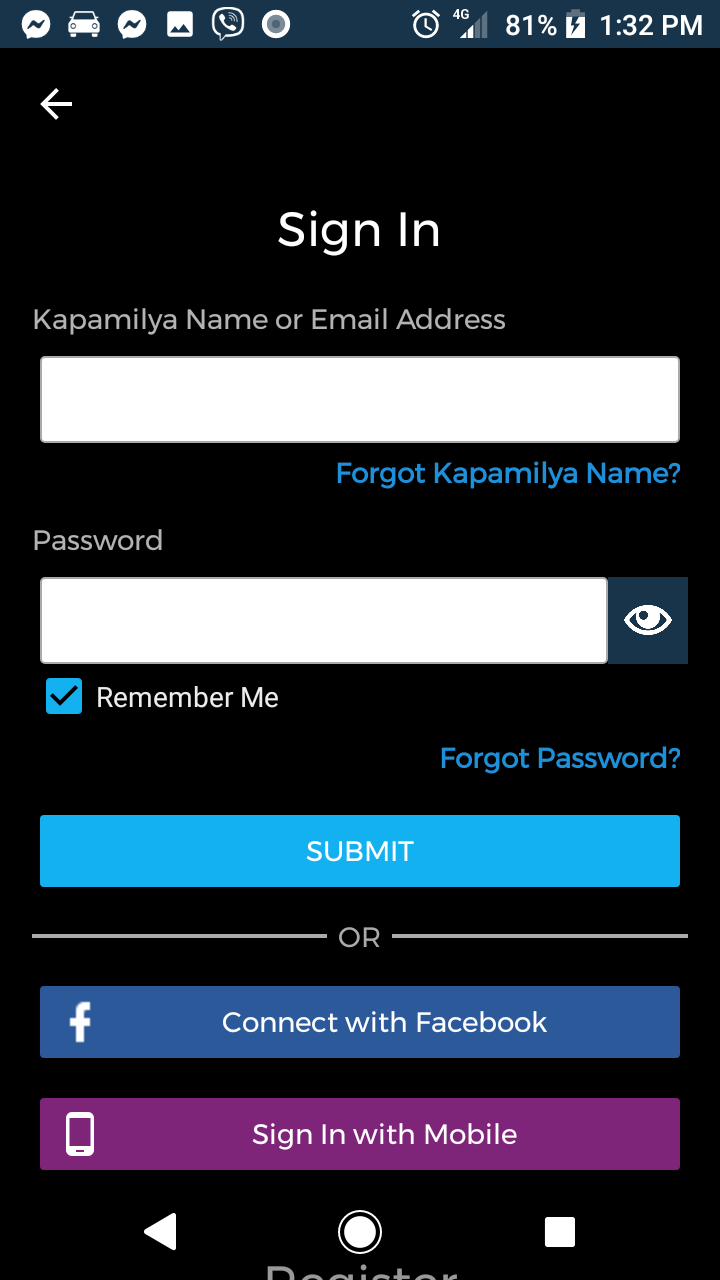 4G 81% 1:32 PM
Sign In
Kapamilya Name or Email Address
Forgot Kapamilya Name?
Password
Remember Me
Forgot Password?
SUBMIT
OR
Connect with Facebook
Sign In with Mobile
Register